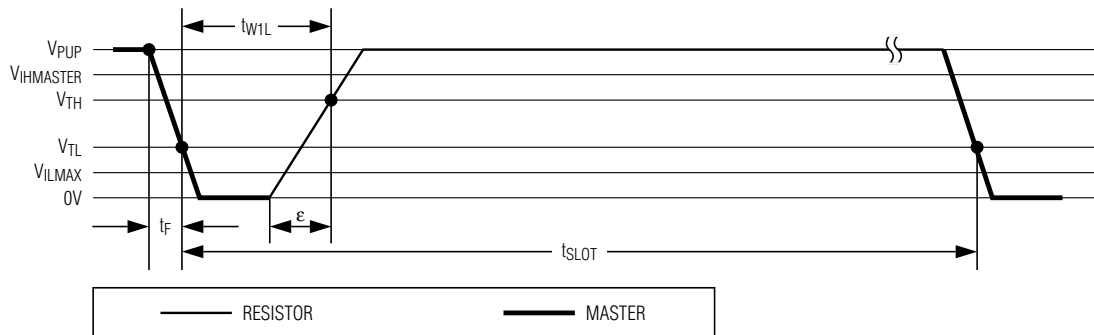 tW1L
VPUP
VIHMASTER
VTH
VTL
VILMAX
0V
tF
ε
tSLOT
RESISTOR
MASTER